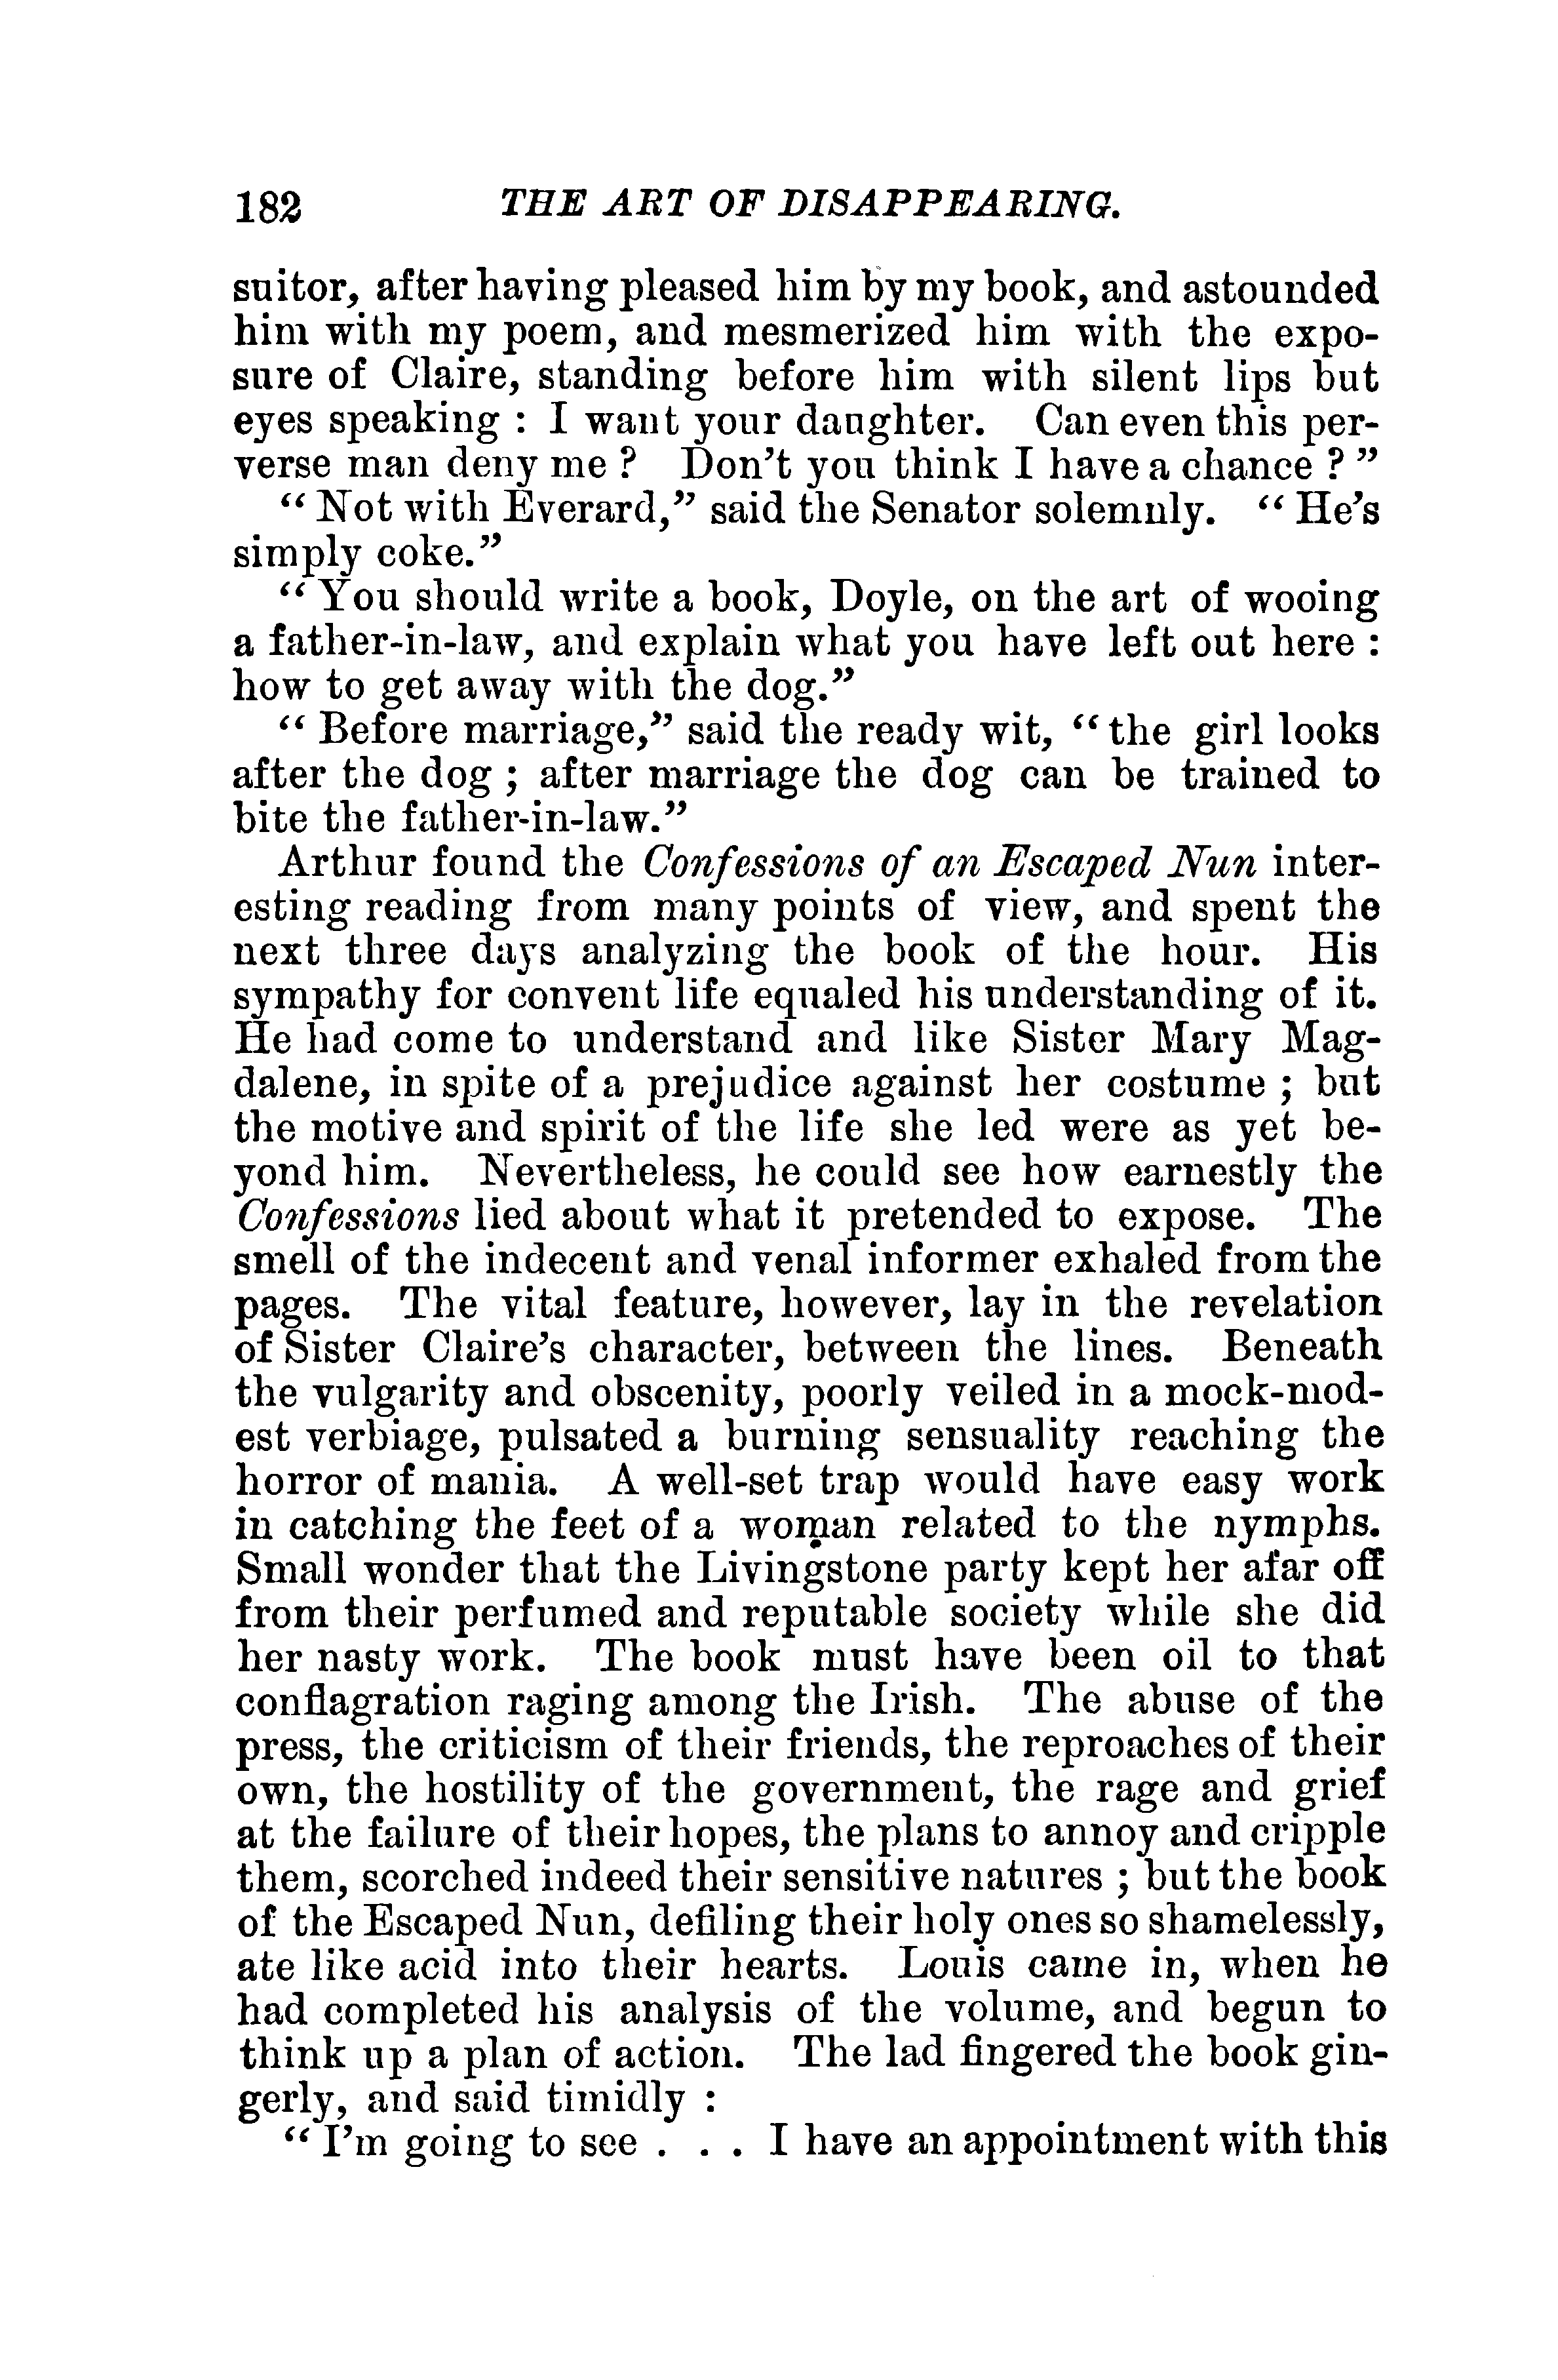 182 THE ART OF DISAPPEARING.
suitor, after having pleased him by my book, and astounded
him with my poem, and mesmerized him with the expo-
sure of Claire, standing before him with silent lips but
eyes speaking : I want your daughter. Can even this per-
verse man deny me ? Don't you think I have a chance ? ”
“ Not with Everard,” said the Senator solemnly. “ He's
simply coke.”
“ You should write a book, Doyle, on the art of wooing
a father-in-law, and explain what you have left out here :
how to get away with the dog.”
“ Before marriage,” said the ready wit, “ the girl looks
after the dog ; after marriage the dog can be trained to
bite the father-in-law.”
Arthur found the Confessions of an Escaped Nun inter-
esting reading from many points of view, and spent the
next three days analyzing the book of the hour. His
sympathy for convent life equaled his understanding of it.
He had come to understand and like Sister Mary Mag-
dalene, in spite of a prejudice against her costume ; but
the motive and spirit of the life she led were as yet be-
yond him. Nevertheless, he could see how earnestly the
Confessions lied about what it pretended to expose. The
smell of the indecent and venal informer exhaled from the
pages. The vital feature, however, lay in the revelation
of Sister Claire's character, between the lines. Beneath
the vulgarity and obscenity, poorly veiled in a mock-mod-
est verbiage, pulsated a burning sensuality reaching the
horror of mania. A well-set trap would have easy work
in catching the feet of a woman related to the nymphs.
Small wonder that the Livingstone party kept her afar off
from their perfumed and reputable society while she did
her nasty work. The book must have been oil to that
conflagration raging among the Irish. The abuse of the
press, the criticism of their friends, the reproaches of their
own, the hostility of the government, the rage and grief
at the failure of their hopes, the plans to annoy and cripple
them, scorched indeed their sensitive natures ; but the book
of the Escaped Nun, defiling their holy ones so shamelessly,
ate like acid into their hearts. Louis came in, when he
had completed his analysis of the volume, and begun to
think up a plan of action. The lad fingered the book gin-
gerly, and said timidly :
“ I'm going to see . . . I have an appointment with this